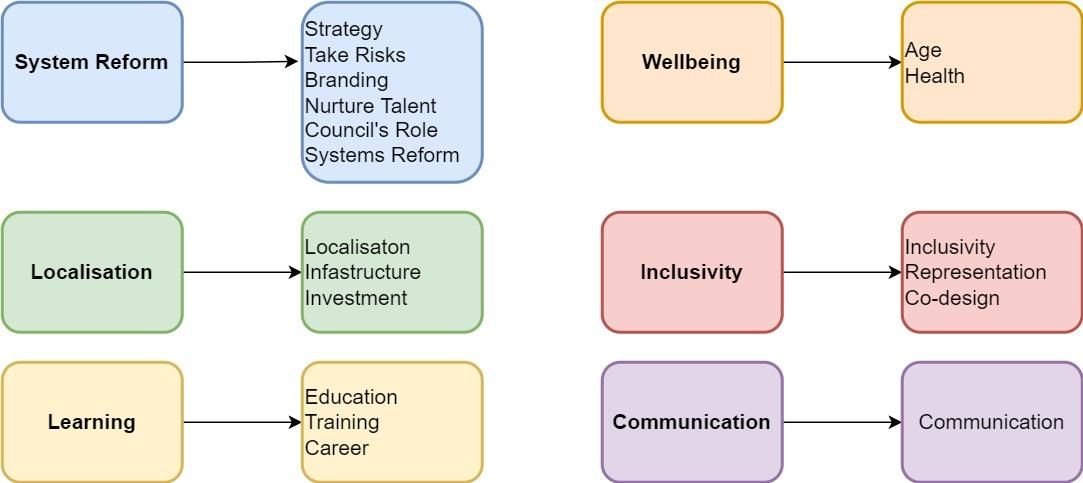 System Reform
Strategy
Take Risks
Branding
Nurture Talent
Council's Role
Systems Reform
Wellbeing
Age
Health
Localisation
Localisaton
Infastructure
Investment
Inclusivity
Inclusivity
Representation
Co-design
Learning
Education
Training
Career
Communication
Communication